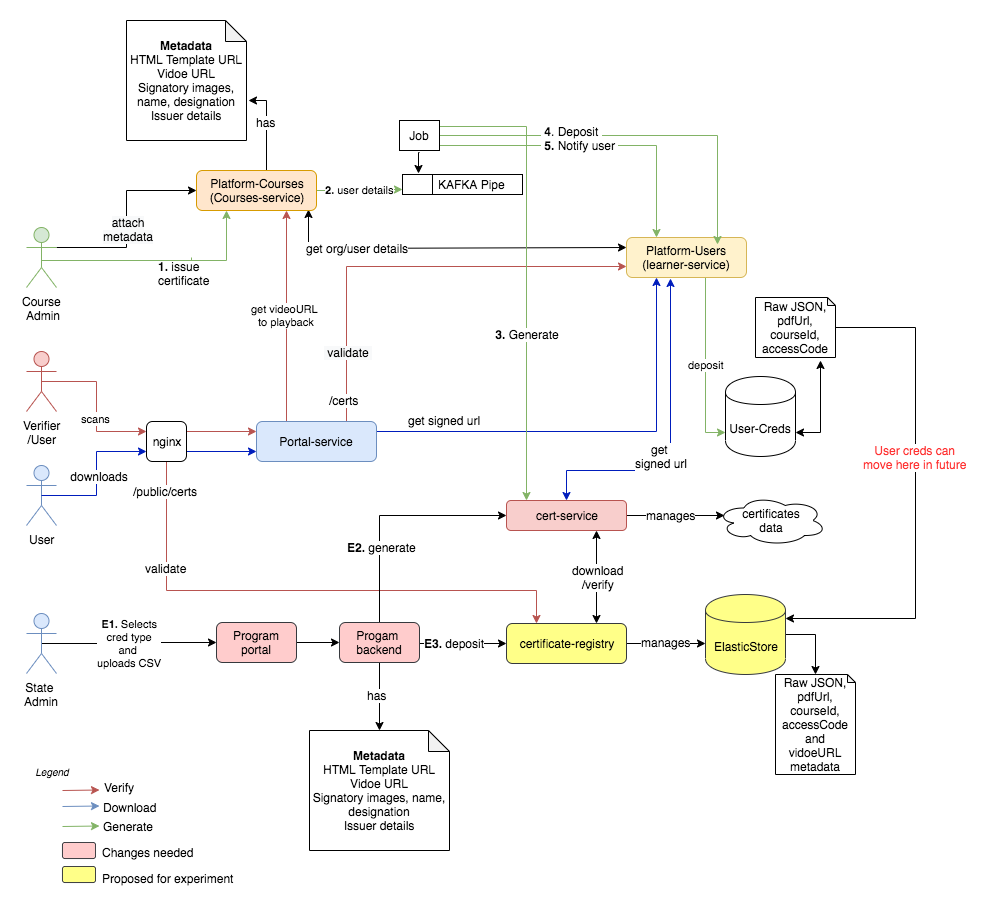 Metadata
HTML Template URL
Vidoe URL
Signatory images,
name, designation
Issuer details
has
Job
4. Deposit
5. Notify user
KAFKA Pipe
Platform-Courses
(Courses-service)
2. user details
attach
metadata
get org/user details
Platform-Users
(learner-service)
1. issue
certificate
Course
Admin
get videoURL
to playback
3. Generate
Raw JSON,
pdfUrl,
courseId,
accessCode
validate
deposit
/certs
scans
Verifier
/User
nginx
Portal-service
get signed url
User-Creds
User creds can
move here in future
get
signed url
downloads
/public/certs
User
cert-service
manages
certificates
data
E2. generate
validate
download
/verify
E1. Selects
cred type
and
uploads CSV
Program
portal
Progam
backend
E3. deposit
certificate-registry
manages
ElasticStore
State
Admin
has
Raw JSON,
pdfUrl,
courseId,
accessCode
and
vidoeURL
metadata
Metadata
HTML Template URL
Vidoe URL
Signatory images, name,
designation
Issuer details
Legend
Verify
Download
Generate
Changes needed
Proposed for experiment